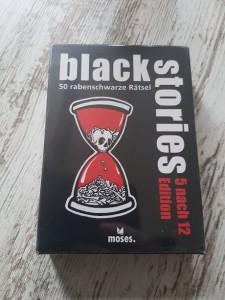 black
stories
50 rabenschwarze Rätsel
5 nach 12
Edition
moses.